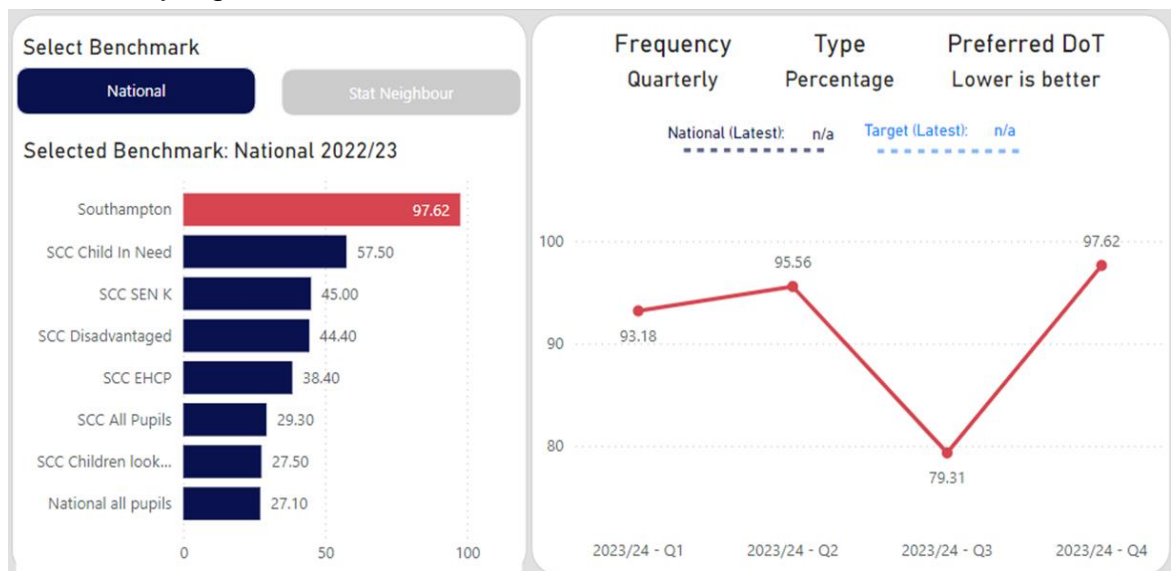 Select Benchmark
National
Stat Neighbour
Selected Benchmark: National 2022/23
Southampton 97.62
SCC Child In Need 57.50
SCC SEN K 45.00
SCC Disadvantaged 44.40
SCC EHCP 38.40
SCC All Pupils 29.30
SCC Children look... 27.50
National all pupils 27.10
0 50 100
Frequency Type Preferred DoT
Quarterly Percentage Lower is better
National (Latest): n/a Target (Latest): n/a
100
90
80
93.18
95.56
79.31
97.62
2023/24 - Q1 2023/24 - Q2 2023/24 - Q3 2023/24 - Q4